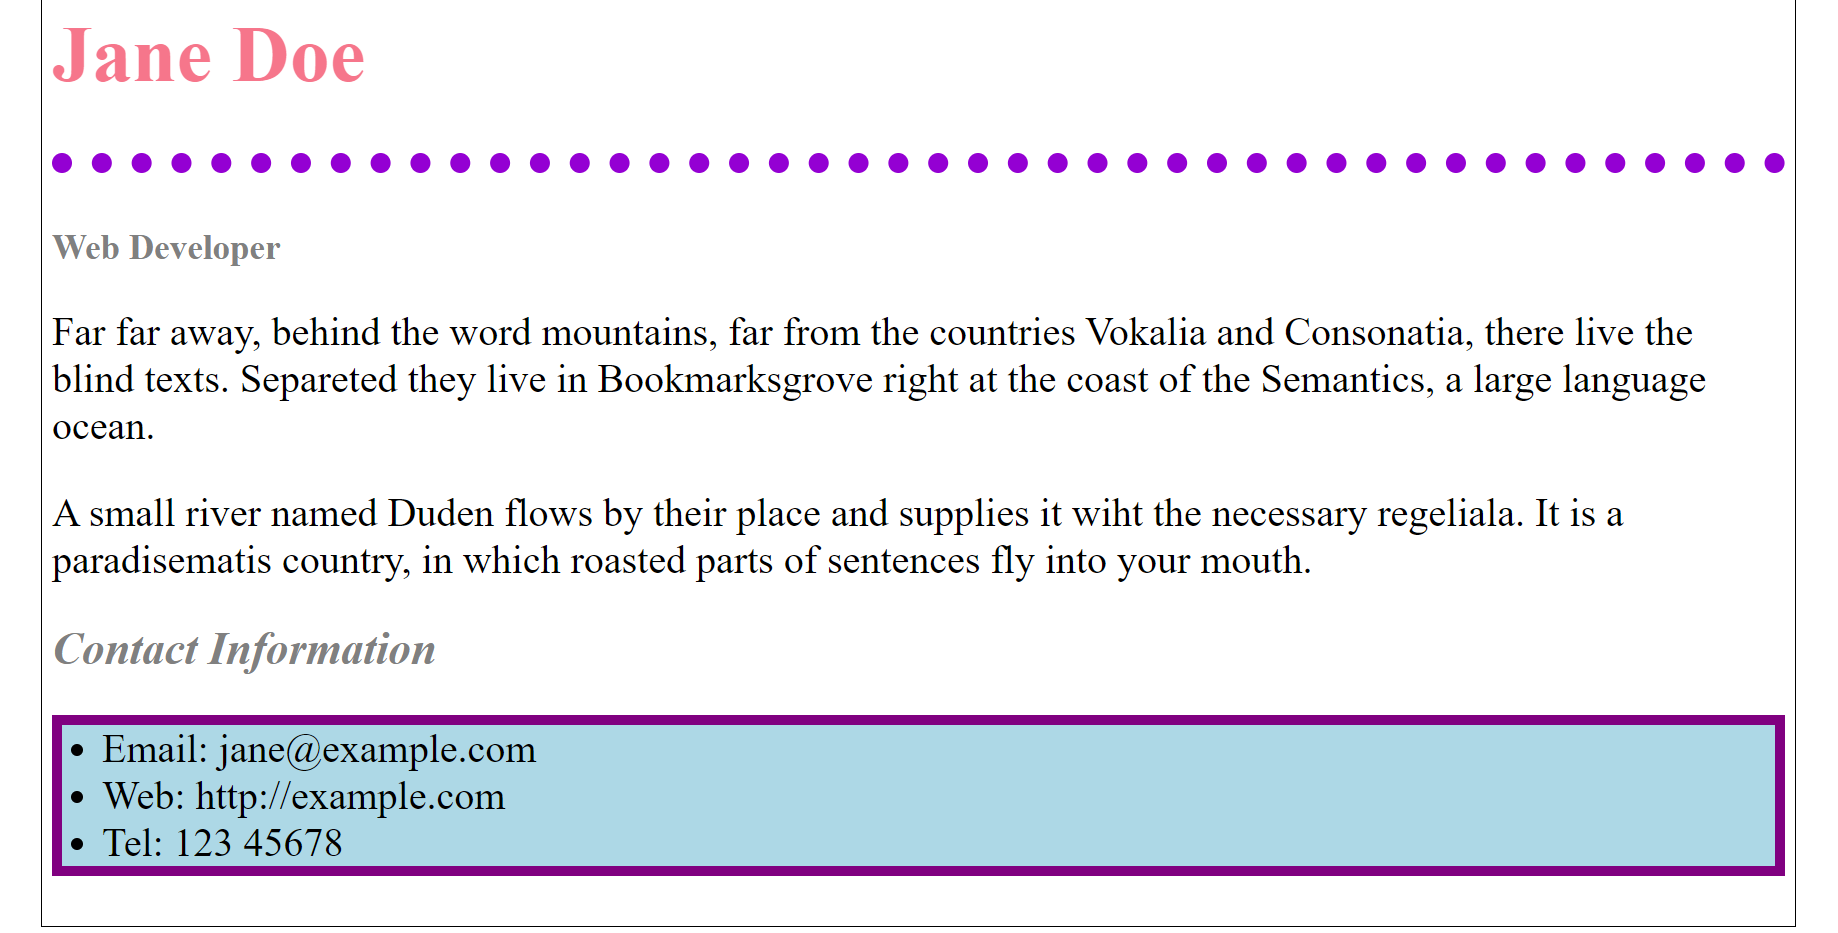 Jane Doe
Web Developer
Far far away, behind the word mountains, far from the countries Vokalia and Consonatia, there live the
blind texts. Separeted they live in Bookmarksgrove right at the coast of the Semantics, a large language
ocean.
A small river named Duden flows by their place and supplies it wiht the necessary regeliala. It is a
paradisematis country, in which roasted parts of sentences fly into your mouth.
Contact Information
• Email: jane@example.com
• Web: http://example.com
• Tel: 123 45678